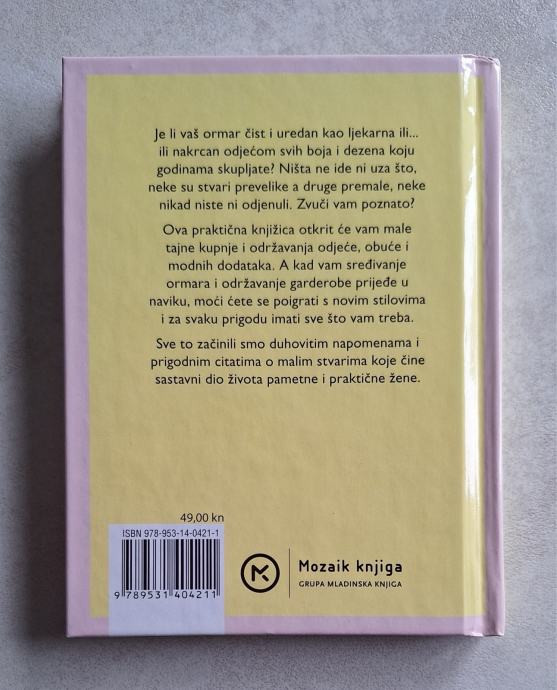 Je li vaš ormar čist i uredan kao ljekarna ili...
ili nakrcan odjećom svih boja i dezena koju
godinama skupljate? Ništa ne ide ni uza što,
neke su stvari prevelike a druge premale, neke
nikad niste ni odjenuli. Zvuči vam poznato?
Ova praktična knjižica otkrit će vam male
tajne kupnje i održavanja odjeće, obuće i
modnih dodataka. A kad vam sređivanje
ormara i održavanje garderobe prijeđe u
naviku, moći ćete se poigrati s novim stilovima
i za svaku prigodu imati sve što vam treba.
Sve to začinili smo duhovitim napomenama i
prigodnim citatima o malim stvarima koje čine
sastavni dio života pametne i praktične žene.
49,00 kn
ISBN 978-953-14-0421-1
9 789531 404211
Mozaik knjiga
GRUPA MLADINSKA KNJIGA